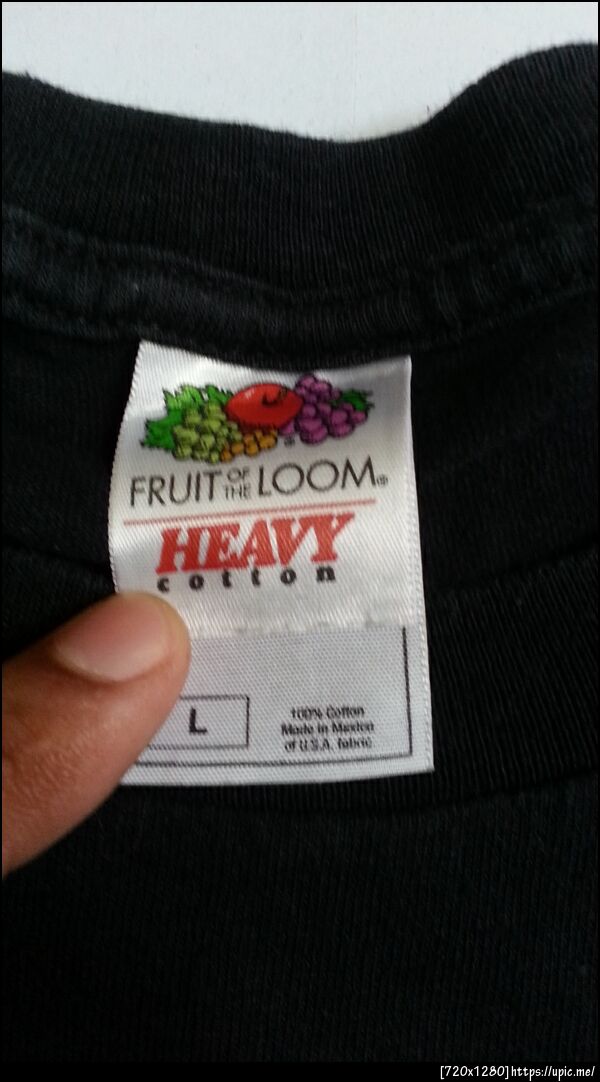 FRUIT OF THE LOOM®
HEAVY
cotton
L
100% Cotton
Made in Mexico
of U.S.A. fabric
[720x1280]https://upic.me/